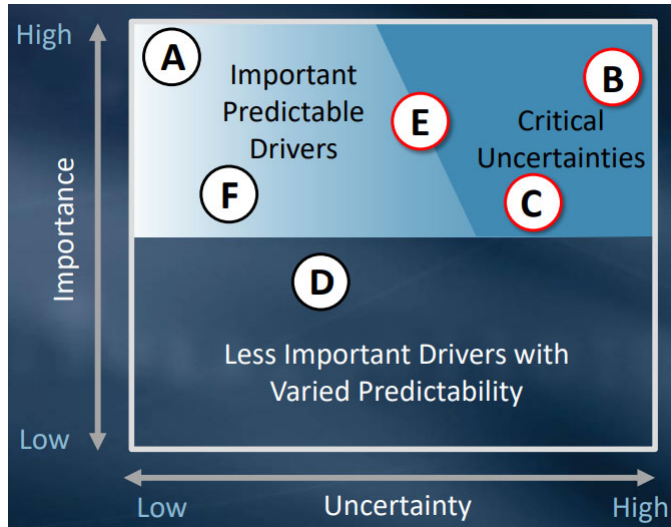 High
A
Important
Predictable
Drivers
B
E
Critical
Uncertainties
F
C
Importance
D
Less Important Drivers with
Varied Predictability
Low
Low
Uncertainty
High